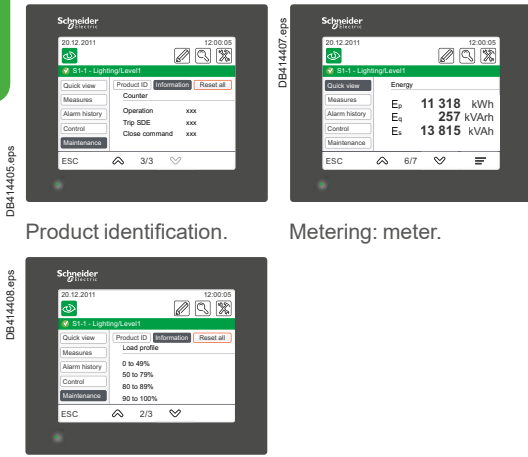 DB414405.eps
Schneider
Electric
20.12.2011 12:00:05
S1-1 - Lighting/Level1
Quick view Product ID Information Reset all
Counter
Measures
Alarm history Operation xxx
Trip SDE xxx
Control Close command xxx
Maintenance
ESC 3/3
Product identification.
DB414407.eps
Schneider
Electric
20.12.2011 12:00:05
S1-1 - Lighting/Level1
Quick view Energy
Measures Ep 11 318 kWh
Alarm history Eq 257 kVArh
Control Es 13 815 kVAh
Maintenance
ESC 6/7
Metering: meter.
DB414408.eps
Schneider
Electric
20.12.2011 12:00:05
S1-1 - Lighting/Level1
Quick view Product ID Information Reset all
Load profile
Measures
Alarm history 0 to 49%
50 to 79%
Control 80 to 89%
Maintenance 90 to 100%
ESC 2/3